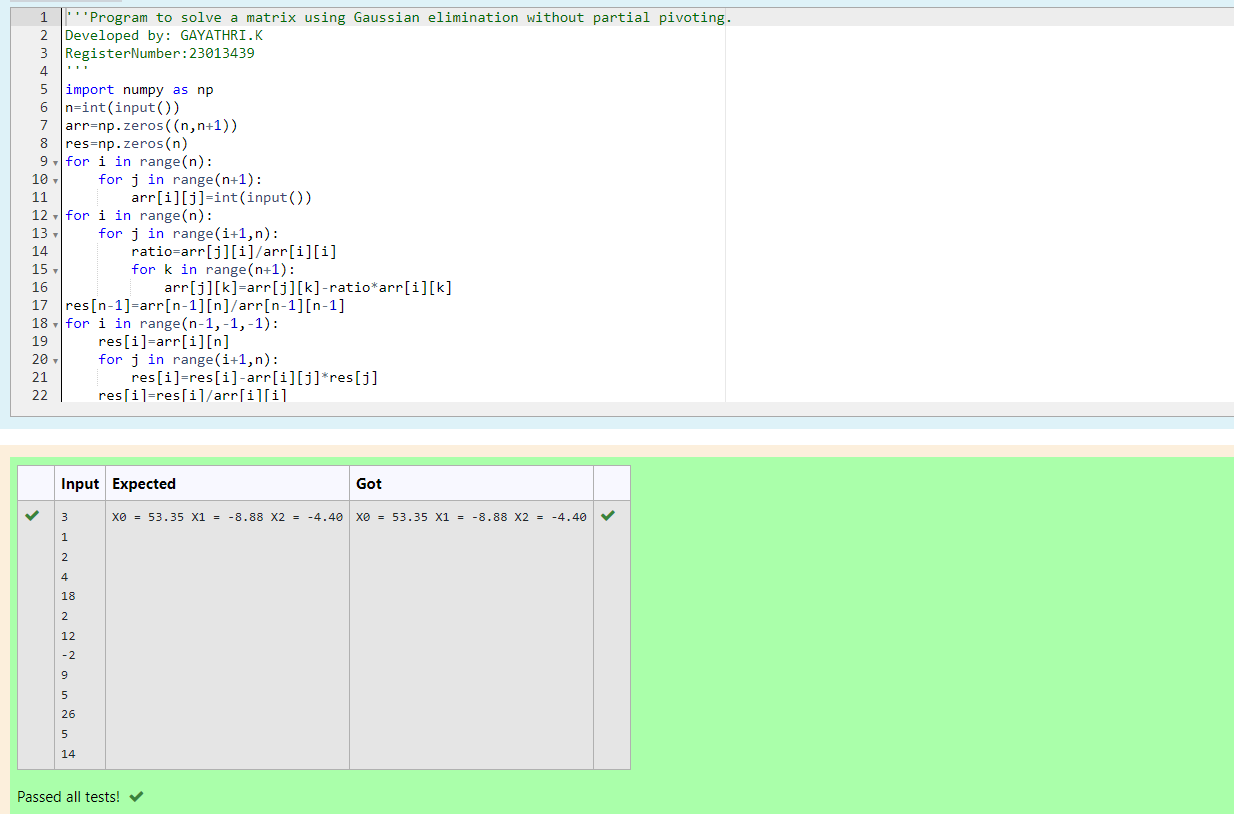 1 '''Program to solve a matrix using Gaussian elimination without partial pivoting.
2 Developed by: GAYATHRI.K
3 RegisterNumber:23013439
4 '''
5 import numpy as np
6 n=int(input())
7 arr=np.zeros((n,n+1))
8 res=np.zeros(n)
9 for i in range(n):
10     for j in range(n+1):
11         arr[i][j]=int(input())
12 for i in range(n):
13     for j in range(i+1,n):
14         ratio=arr[j][i]/arr[i][i]
15         for k in range(n+1):
16             arr[j][k]=arr[j][k]-ratio*arr[i][k]
17 res[n-1]=arr[n-1][n]/arr[n-1][n-1]
18 for i in range(n-1,-1,-1):
19     res[i]=arr[i][n]
20     for j in range(i+1,n):
21         res[i]=res[i]-arr[i][j]*res[j]
22     res[i]=res[i]/arr[i][i]
Input Expected Got
3 X0 = 53.35 X1 = -8.88 X2 = -4.40 X0 = 53.35 X1 = -8.88 X2 = -4.40
1
2
4
18
2
12
-2
9
5
26
5
14
Passed all tests!